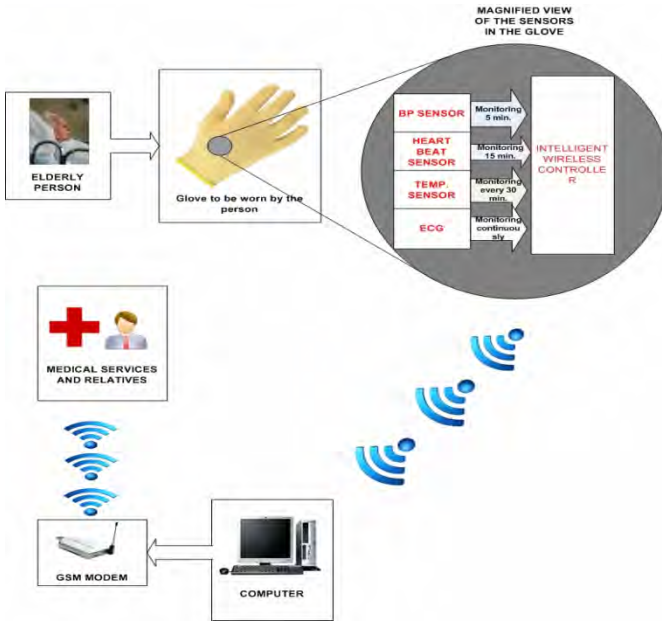 MAGNIFIED VIEW
OF THE SENSORS
IN THE GLOVE
ELDERLY
PERSON
Glove to be worn by the
person
BP SENSOR
Monitoring
5 min.
HEART
BEAT
SENSOR
Monitoring
15 min.
TEMP.
SENSOR
Monitoring
every 30
min.
ECG
Monitoring
continuou
sly
INTELLIGENT
WIRELESS
CONTROLLE
R
MEDICAL SERVICES
AND RELATIVES
GSM MODEM
COMPUTER